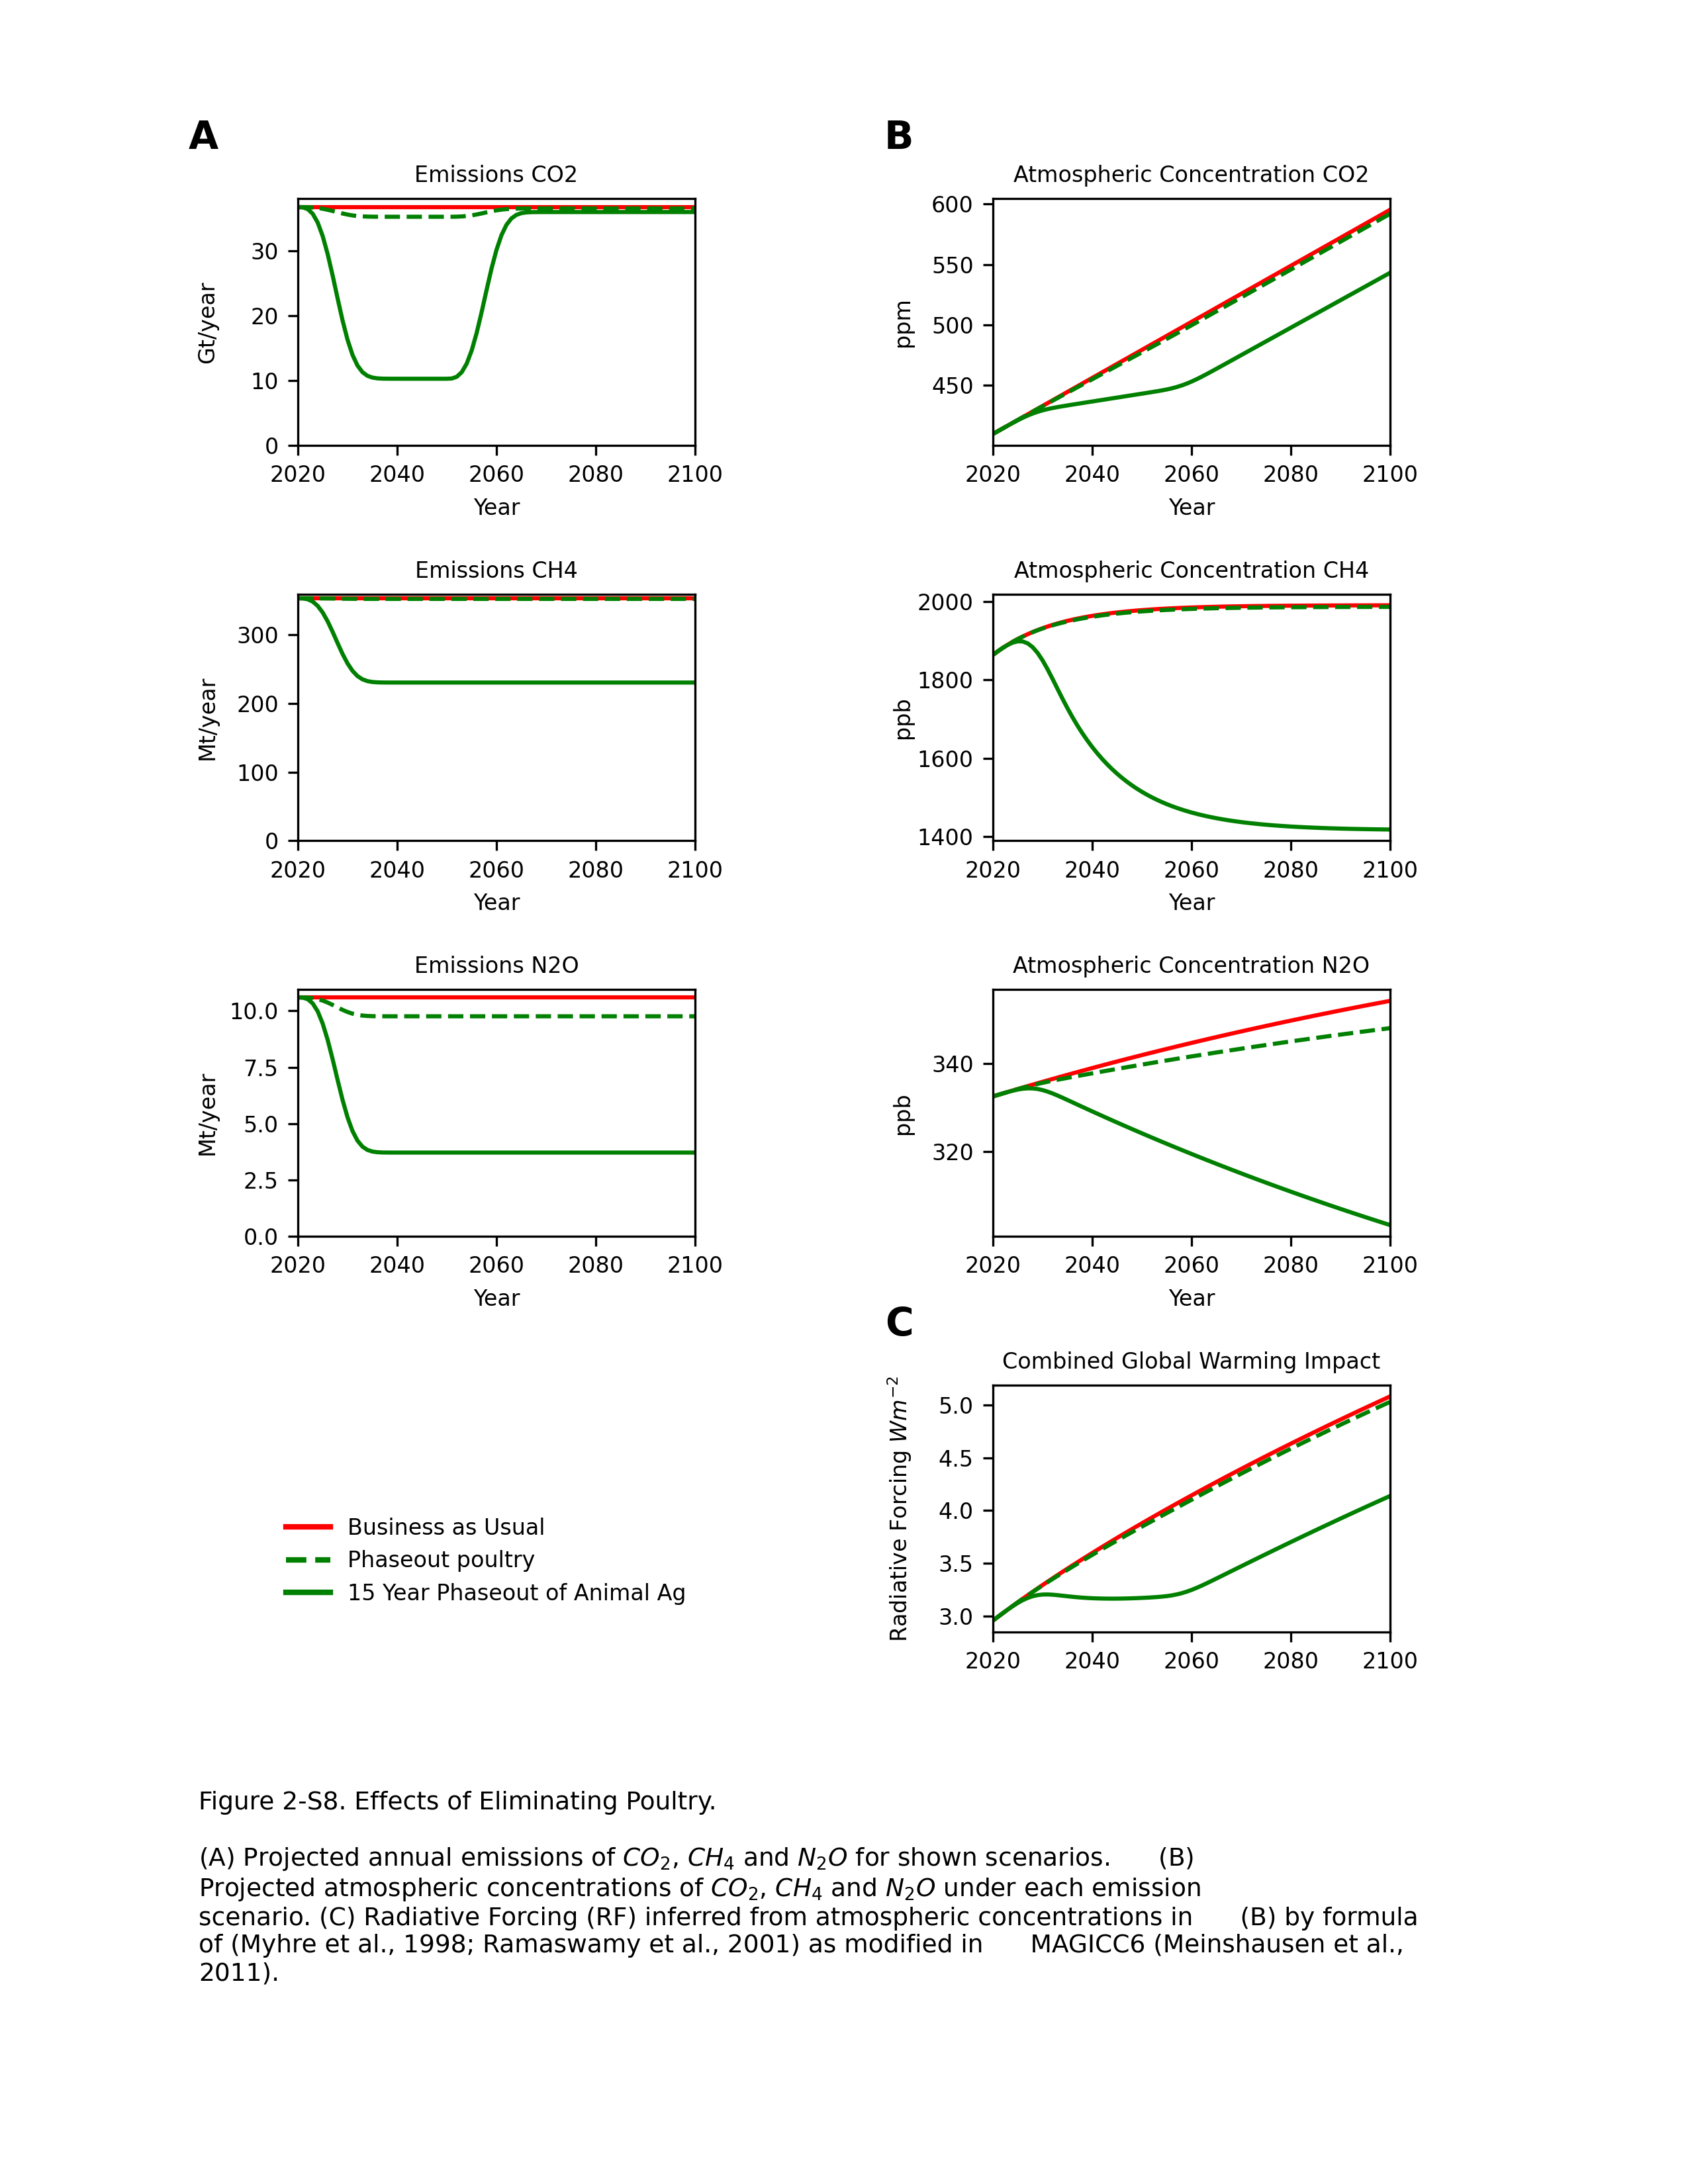 A
Emissions CO2
Gt/year
30
20
10
0
2020 2040 2060 2080 2100
Year
Emissions CH4
Mt/year
300
200
100
0
2020 2040 2060 2080 2100
Year
Emissions N2O
Mt/year
10.0
7.5
5.0
2.5
0.0
2020 2040 2060 2080 2100
Year
B
Atmospheric Concentration CO2
ppm
600
550
500
450
2020 2040 2060 2080 2100
Year
Atmospheric Concentration CH4
ppb
2000
1800
1600
1400
2020 2040 2060 2080 2100
Year
Atmospheric Concentration N2O
ppb
340
320
2020 2040 2060 2080 2100
Year
C
Combined Global Warming Impact
Radiative Forcing Wm⁻²
5.0
4.5
4.0
3.5
3.0
2020 2040 2060 2080 2100
Business as Usual
Phaseout poultry
15 Year Phaseout of Animal Ag
Figure 2-S8. Effects of Eliminating Poultry.
(A) Projected annual emissions of CO₂, CH₄ and N₂O for shown scenarios. (B)
Projected atmospheric concentrations of CO₂, CH₄ and N₂O under each emission
scenario. (C) Radiative Forcing (RF) inferred from atmospheric concentrations in (B) by formula
of (Myhre et al., 1998; Ramaswamy et al., 2001) as modified in MAGICC6 (Meinshausen et al.,
2011).